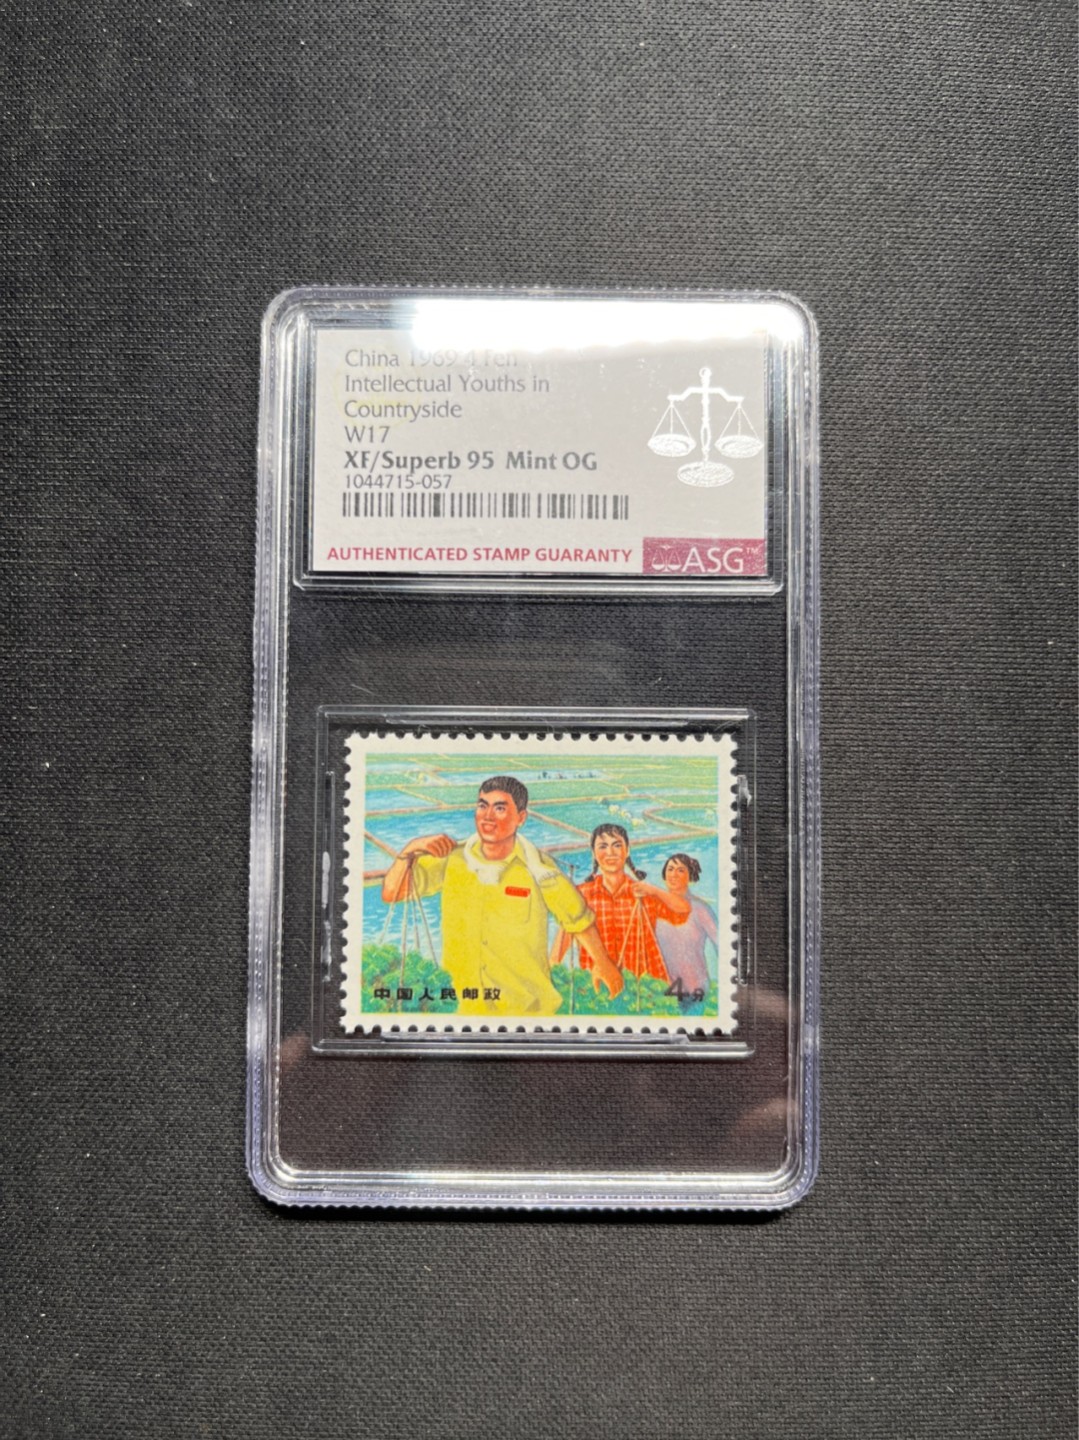 China 1969 4 Fen
Intellectual Youths in
Countryside
W17
XF/Superb 95 Mint OG
1044715-057
AUTHENTICATED STAMP GUARANTY
ASG™
中国人民邮政
4分